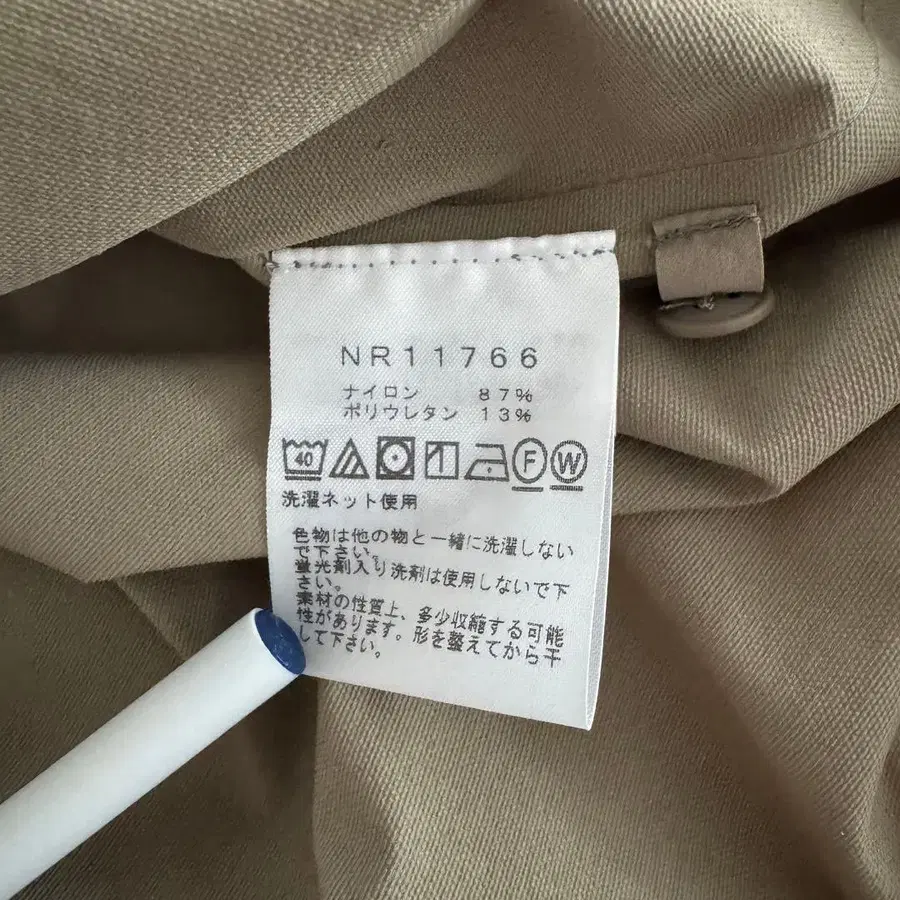 NR11766
ナイロン 87%
ポリウレタン 13%
40 F W
洗濯ネット使用
色物は他の物と一緒に洗濯しない
で下さい。
蛍光剤入り洗剤は使用しないで下
さい。
素材の性質上、多少収縮する可能
性があります。形を整えてから干
して下さい。